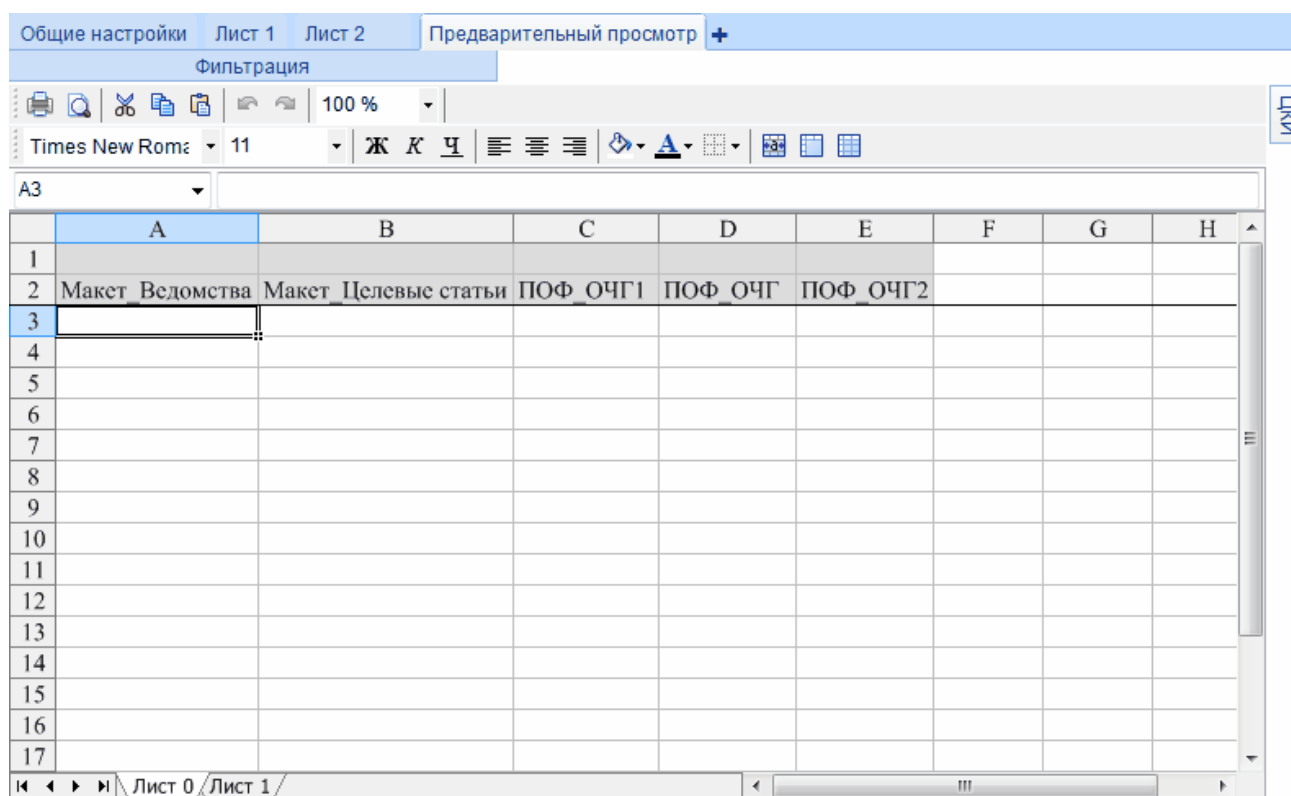 Общие настройки Лист 1 Лист 2 Предварительный просмотр
Фильтрация
100 %
Times New Roma 11 Ж К Ч А a
A3
A B C D E F G H
1
2 Макет_Ведомства Макет_Целевые статьи ПОФ_ОЧГ1 ПОФ_ОЧГ ПОФ_ОЧГ2
3
4
5
6
7
8
9
10
11
12
13
14
15
16
17
Лист 0 Лист 1